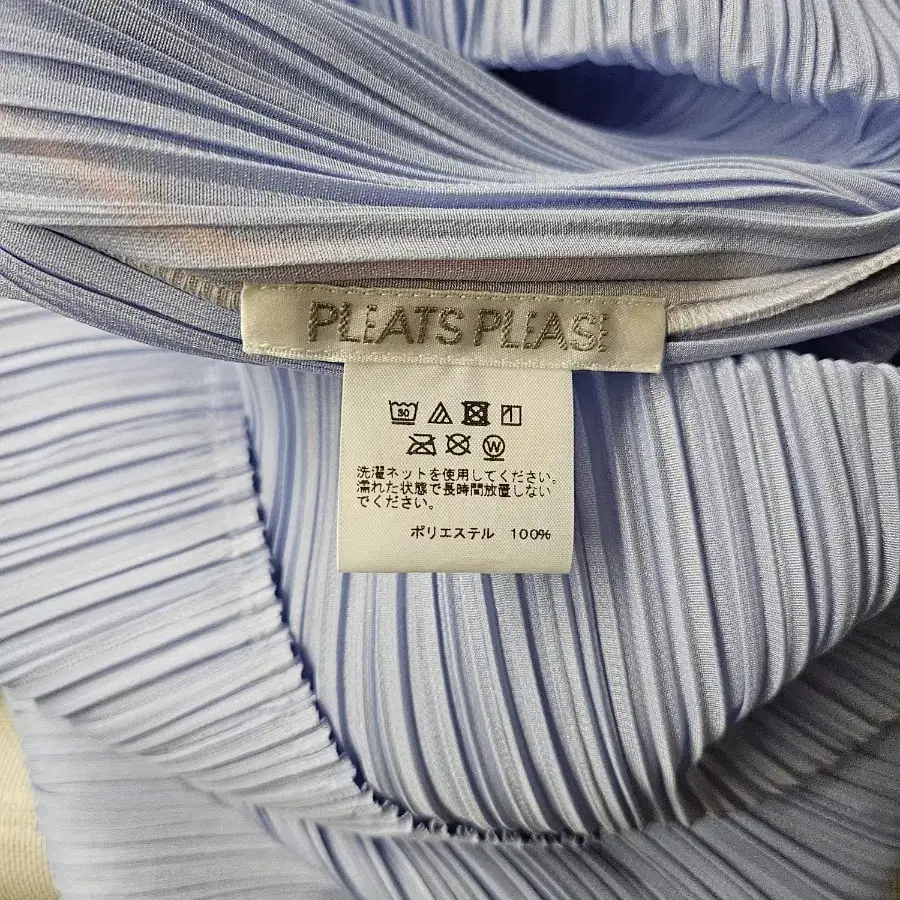 PLEATS PLEASE
30
W
洗濯ネットを使用してください。
濡れた状態で長時間放置しない
でください。
ポリエステル 100%